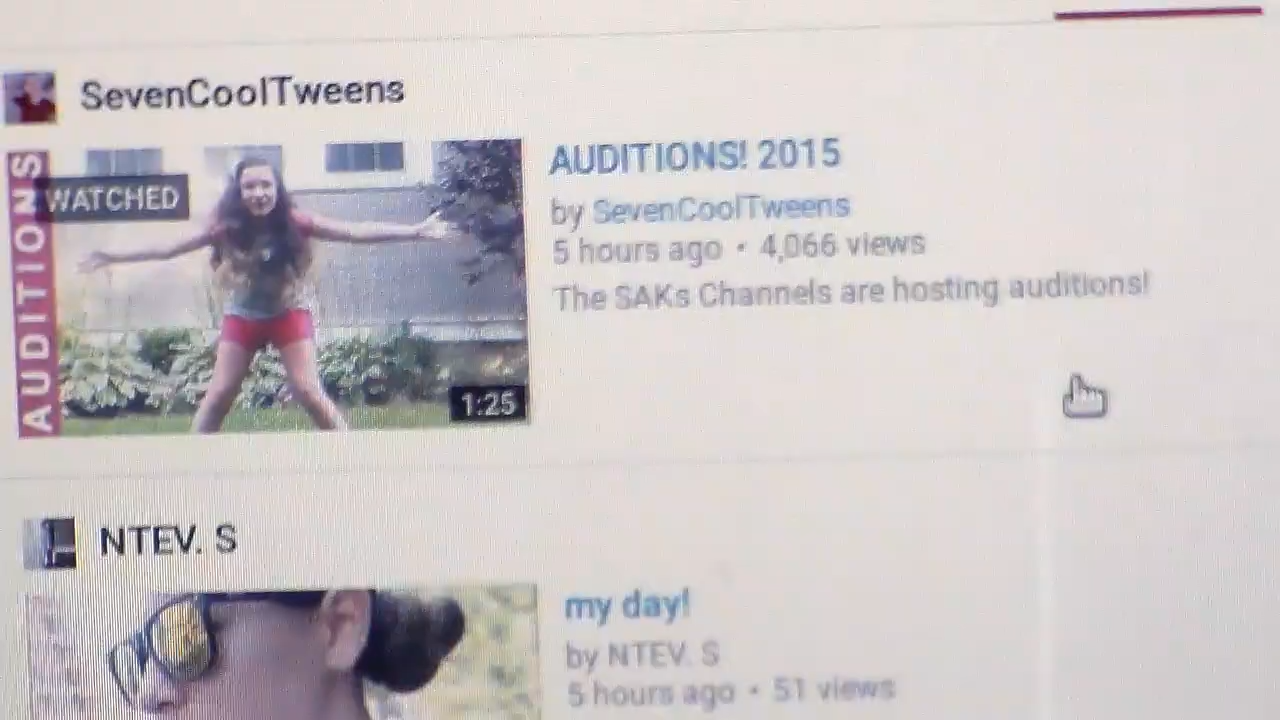 SevenCoolTweens
AUDITIONS
WATCHED
1:25
AUDITIONS! 2015
by SevenCoolTweens
5 hours ago • 4,066 views
The SAKs Channels are hosting auditions!
NTEV. S
my day!
by NTEV. S
5 hours ago • 51 views